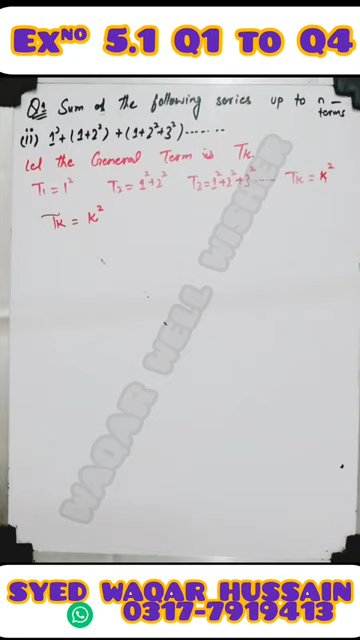 Ex№ 5.1 Q1 TO Q4
Q1 Sum of the following series up to n terms
(ii) 1² + (1+2²) + (1+2²+3²) ......
Let the General Term is Tk
T1 = 1² T2 = 1²+2² T3 = 1²+2²+3² ..... Tk = k²
Tk = k²
WAQAR WELL WISHER
SYED WAQAR HUSSAIN
0317-7919413